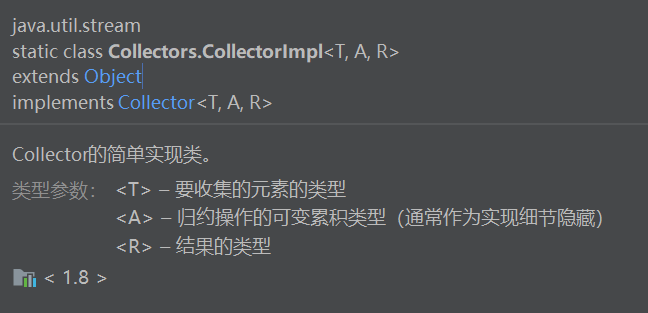 java.util.stream
static class Collectors.CollectorImpl<T, A, R>
extends Object
implements Collector<T, A, R>
Collector的简单实现类。
类型参数： <T> – 要收集的元素的类型
<A> – 归约操作的可变累积类型（通常作为实现细节隐藏）
<R> – 结果的类型
< 1.8 >